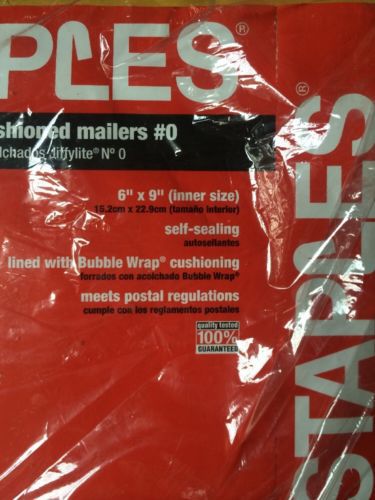 PLES®
shioned mailers #0
lchados jiffylite® Nº 0
6" x 9" (inner size)
15.2cm x 22.9cm (tamaño interior)
self-sealing
autosellantes
lined with Bubble Wrap® cushioning
forrados con acolchado Bubble Wrap®
meets postal regulations
cumple con los reglamentos postales
quality tested
100%
GUARANTEED
STAPLES®